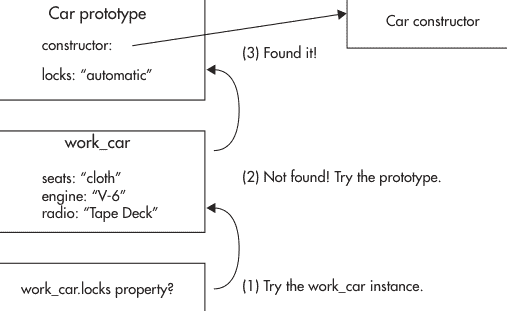 Car prototype
Car constructor
constructor:
(3) Found it!
locks: “automatic”
work_car
seats: “cloth”
(2) Not found! Try the prototype.
engine: “V-6”
radio: “Tape Deck”
work_car.locks property?
(1) Try the work_car instance.